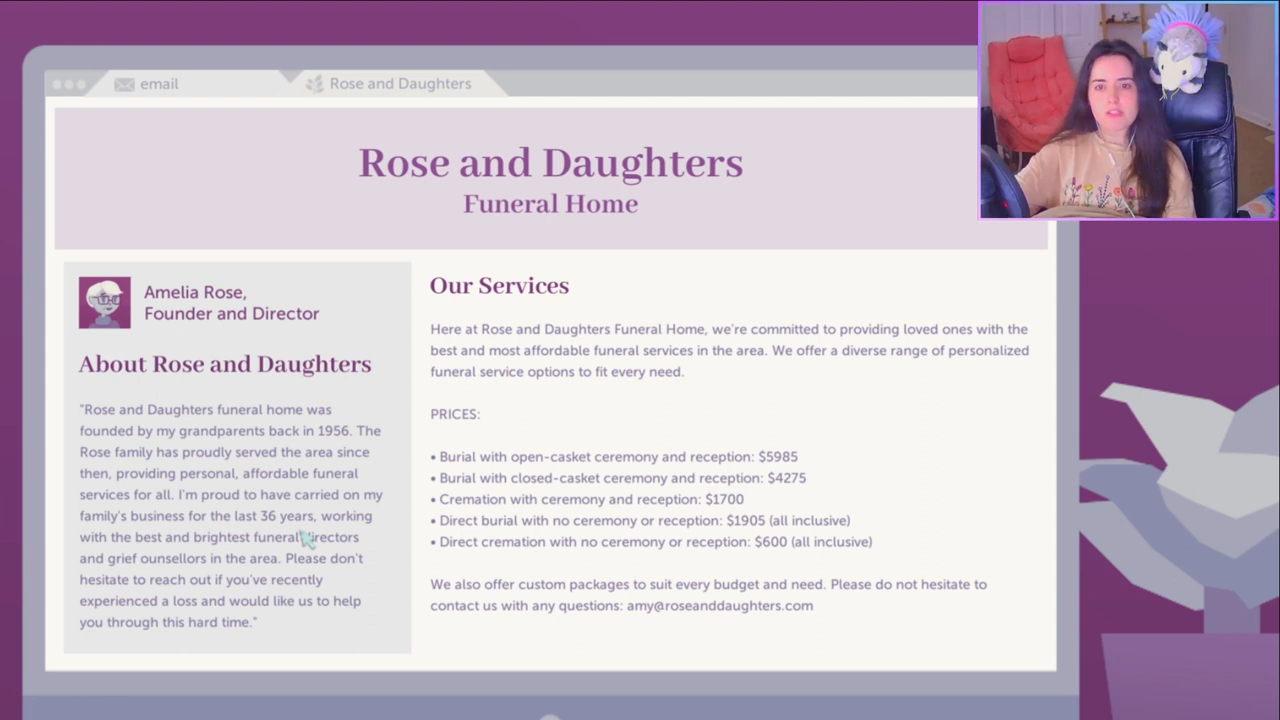 email
Rose and Daughters
Rose and Daughters
Funeral Home
Amelia Rose,
Founder and Director
About Rose and Daughters
"Rose and Daughters funeral home was
founded by my grandparents back in 1956. The
Rose family has proudly served the area since
then, providing personal, affordable funeral
services for all. I'm proud to have carried on my
family's business for the last 36 years, working
with the best and brightest funeral directors
and grief ounsellors in the area. Please don't
hesitate to reach out if you've recently
experienced a loss and would like us to help
you through this hard time."
Our Services
Here at Rose and Daughters Funeral Home, we're committed to providing loved ones with the
best and most affordable funeral services in the area. We offer a diverse range of personalized
funeral service options to fit every need.
PRICES:
• Burial with open-casket ceremony and reception: $5985
• Burial with closed-casket ceremony and reception: $4275
• Cremation with ceremony and reception: $1700
• Direct burial with no ceremony or reception: $1905 (all inclusive)
• Direct cremation with no ceremony or reception: $600 (all inclusive)
We also offer custom packages to suit every budget and need. Please do not hesitate to
contact us with any questions: amy@roseanddaughters.com